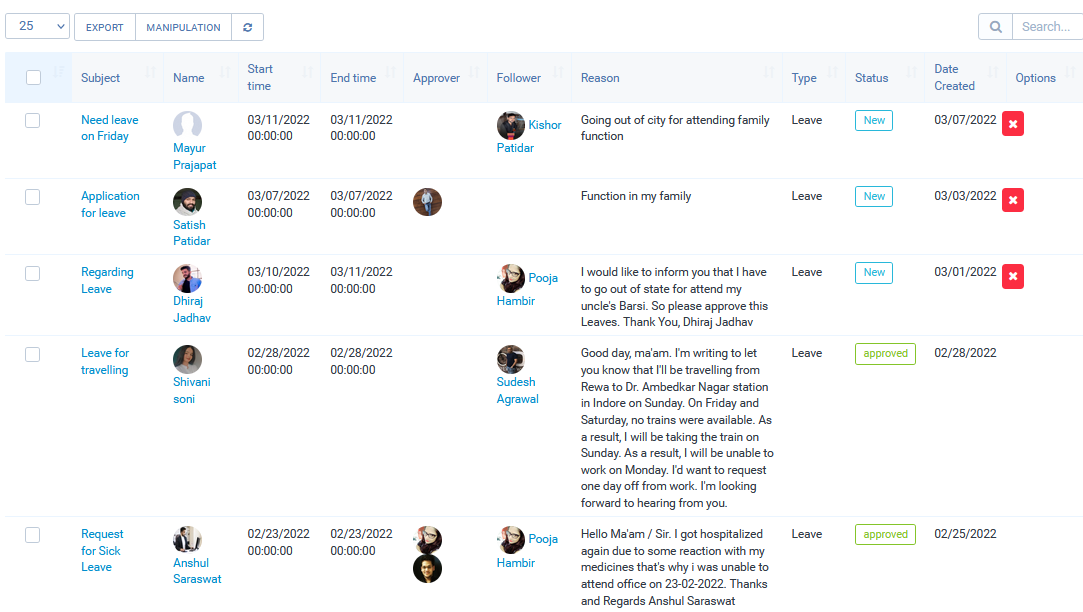 25
EXPORT
MANIPULATION
Search...
Subject
Name
Start
time
End time
Approver
Follower
Reason
Type
Status
Date
Created
Options
Need leave
on Friday
Mayur
Prajapat
03/11/2022
00:00:00
03/11/2022
00:00:00
Kishor
Patidar
Going out of city for attending family
function
Leave
New
03/07/2022
Application
for leave
Satish
Patidar
03/07/2022
00:00:00
03/07/2022
00:00:00
Function in my family
Leave
New
03/03/2022
Regarding
Leave
Dhiraj
Jadhav
03/10/2022
00:00:00
03/11/2022
00:00:00
Pooja
Hambir
I would like to inform you that I have
to go out of state for attend my
uncle's Barsi. So please approve this
Leaves. Thank You, Dhiraj Jadhav
Leave
New
03/01/2022
Leave for
travelling
Shivani
soni
02/28/2022
00:00:00
02/28/2022
00:00:00
Sudesh
Agrawal
Good day, ma'am. I'm writing to let
you know that I'll be travelling from
Rewa to Dr. Ambedkar Nagar station
in Indore on Sunday. On Friday and
Saturday, no trains were available. As
a result, I will be taking the train on
Sunday. As a result, I will be unable to
work on Monday. I'd want to request
one day off from work. I'm looking
forward to hearing from you.
Leave
approved
02/28/2022
Request
for Sick
Leave
Anshul
Saraswat
02/23/2022
00:00:00
02/23/2022
00:00:00
Pooja
Hambir
Hello Ma'am / Sir. I got hospitalized
again due to some reaction with my
medicines that's why i was unable to
attend office on 23-02-2022. Thanks
and Regards Anshul Saraswat
Leave
approved
02/25/2022